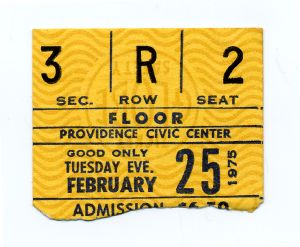 3 R 2
SEC. ROW SEAT
FLOOR
PROVIDENCE CIVIC CENTER
GOOD ONLY
TUESDAY EVE.
FEBRUARY 25 1975
ADMISSION